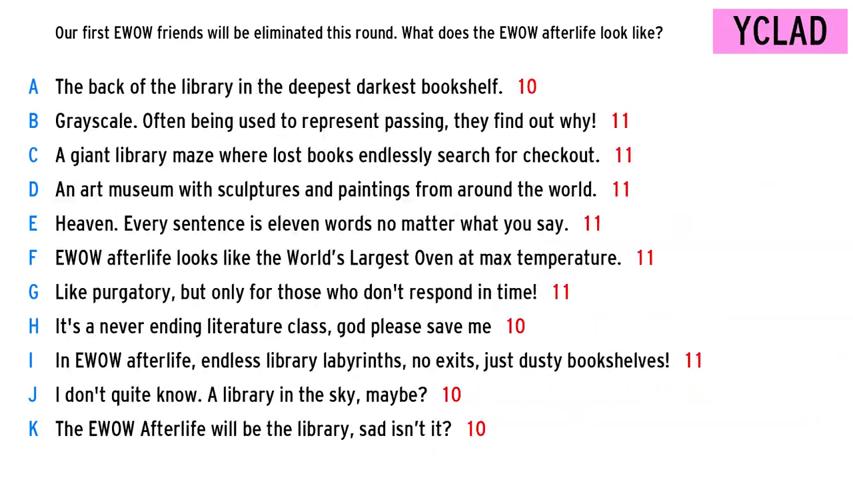 Our first EWOW friends will be eliminated this round. What does the EWOW afterlife look like?
YCLAD
A The back of the library in the deepest darkest bookshelf. 10
B Grayscale. Often being used to represent passing, they find out why! 11
C A giant library maze where lost books endlessly search for checkout. 11
D An art museum with sculptures and paintings from around the world. 11
E Heaven. Every sentence is eleven words no matter what you say. 11
F EWOW afterlife looks like the World's Largest Oven at max temperature. 11
G Like purgatory, but only for those who don't respond in time! 11
H It's a never ending literature class, god please save me 10
I In EWOW afterlife, endless library labyrinths, no exits, just dusty bookshelves! 11
J I don't quite know. A library in the sky, maybe? 10
K The EWOW Afterlife will be the library, sad isn't it? 10